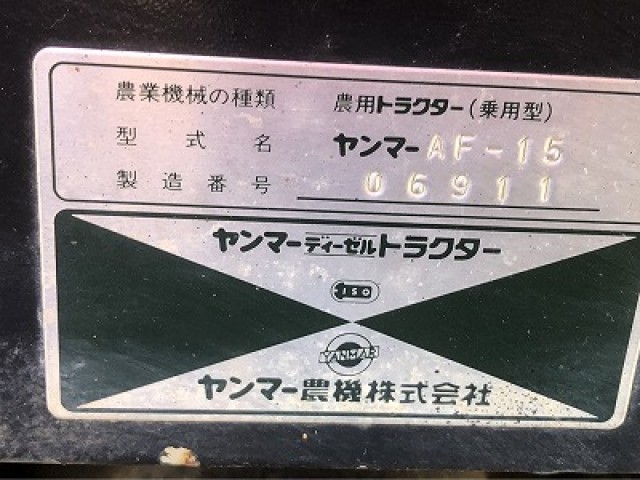 農業機械の種類 農用トラクター(乗用型)
型式名 ヤンマー AF-15
製造番号 06911
ヤンマーディーゼルトラクター
ISO
YANMAR
ヤンマー農機株式会社